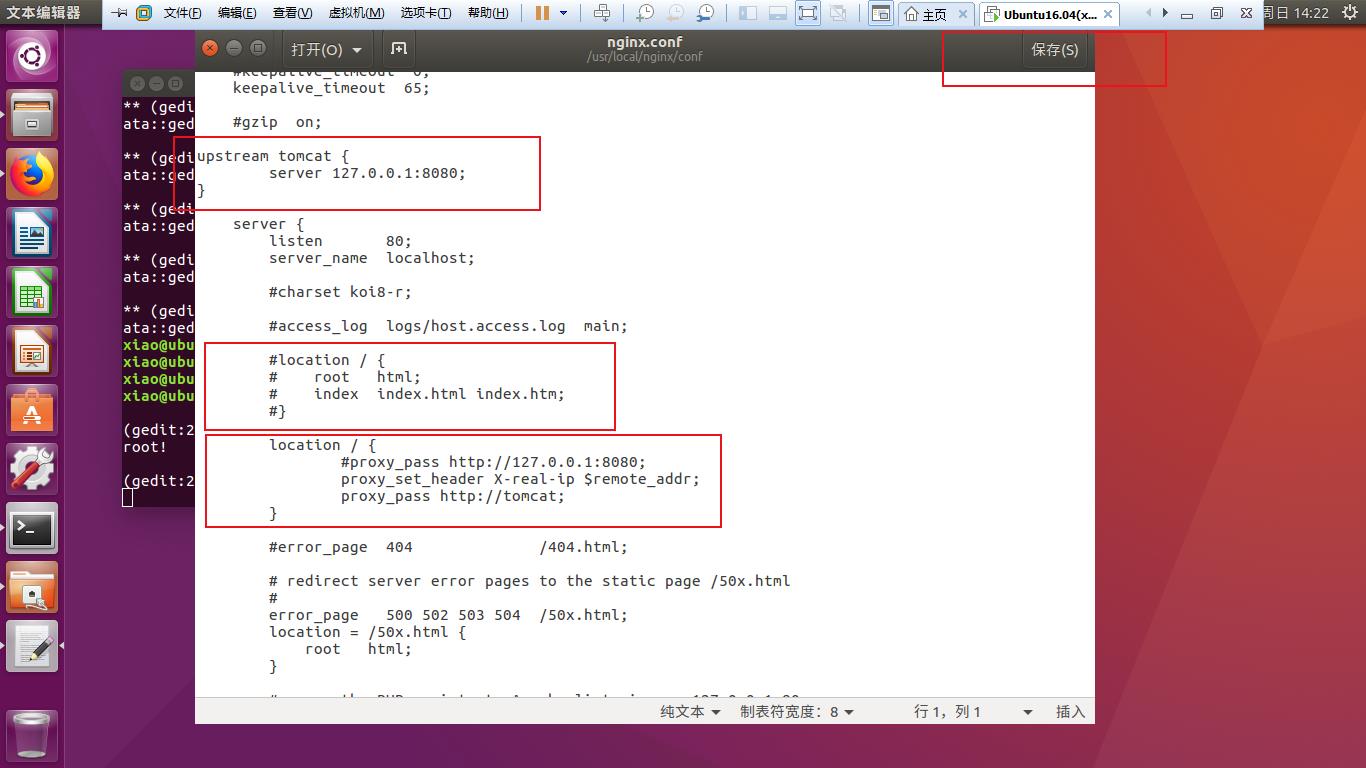 文本编辑器
文件(F) 编辑(E) 查看(V) 虚拟机(M) 选项卡(T) 帮助(H) 主页 Ubuntu16.04(x... 周日 14:22
打开(O) nginx.conf 保存(S)
/usr/local/nginx/conf
** (gedi
ata::ged
** (gedi
ata::ged
** (gedi
ata::ged
** (gedi
ata::ged
** (gedi
ata::ged
xiao@ubu
xiao@ubu
xiao@ubu
xiao@ubu
(gedit:2
root!
(gedit:2
#keepalive_timeout  0;
keepalive_timeout  65;
#gzip  on;
upstream tomcat {
server 127.0.0.1:8080;
}
server {
listen       80;
server_name  localhost;
#charset koi8-r;
#access_log  logs/host.access.log  main;
#location / {
#    root   html;
#    index  index.html index.htm;
#}
location / {
#proxy_pass http://127.0.0.1:8080;
proxy_set_header X-real-ip $remote_addr;
proxy_pass http://tomcat;
}
#error_page  404              /404.html;
# redirect server error pages to the static page /50x.html
#
error_page   500 502 503 504  /50x.html;
location = /50x.html {
root   html;
}
纯文本 制表符宽度: 8 行 1, 列 1 插入